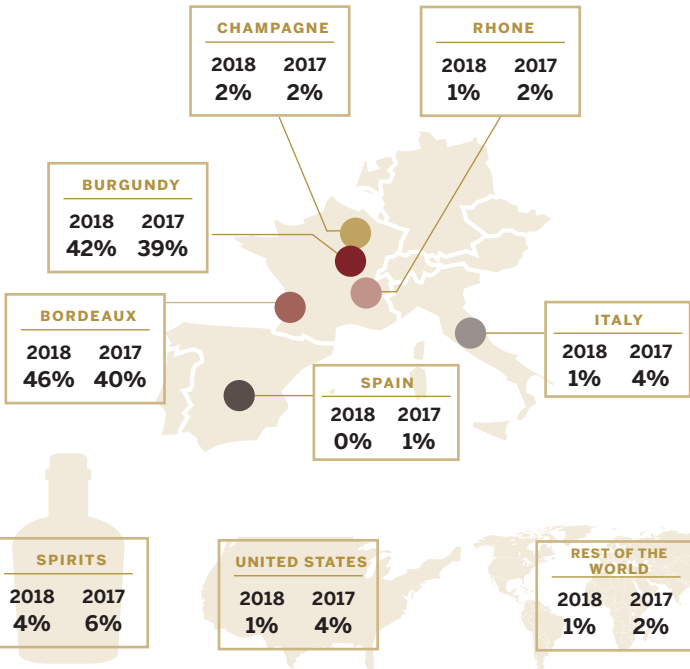 CHAMPAGNE
2018 2017
2% 2%
RHONE
2018 2017
1% 2%
BURGUNDY
2018 2017
42% 39%
BORDEAUX
2018 2017
46% 40%
ITALY
2018 2017
1% 4%
SPAIN
2018 2017
0% 1%
SPIRITS
2018 2017
4% 6%
UNITED STATES
2018 2017
1% 4%
REST OF THE
WORLD
2018 2017
1% 2%